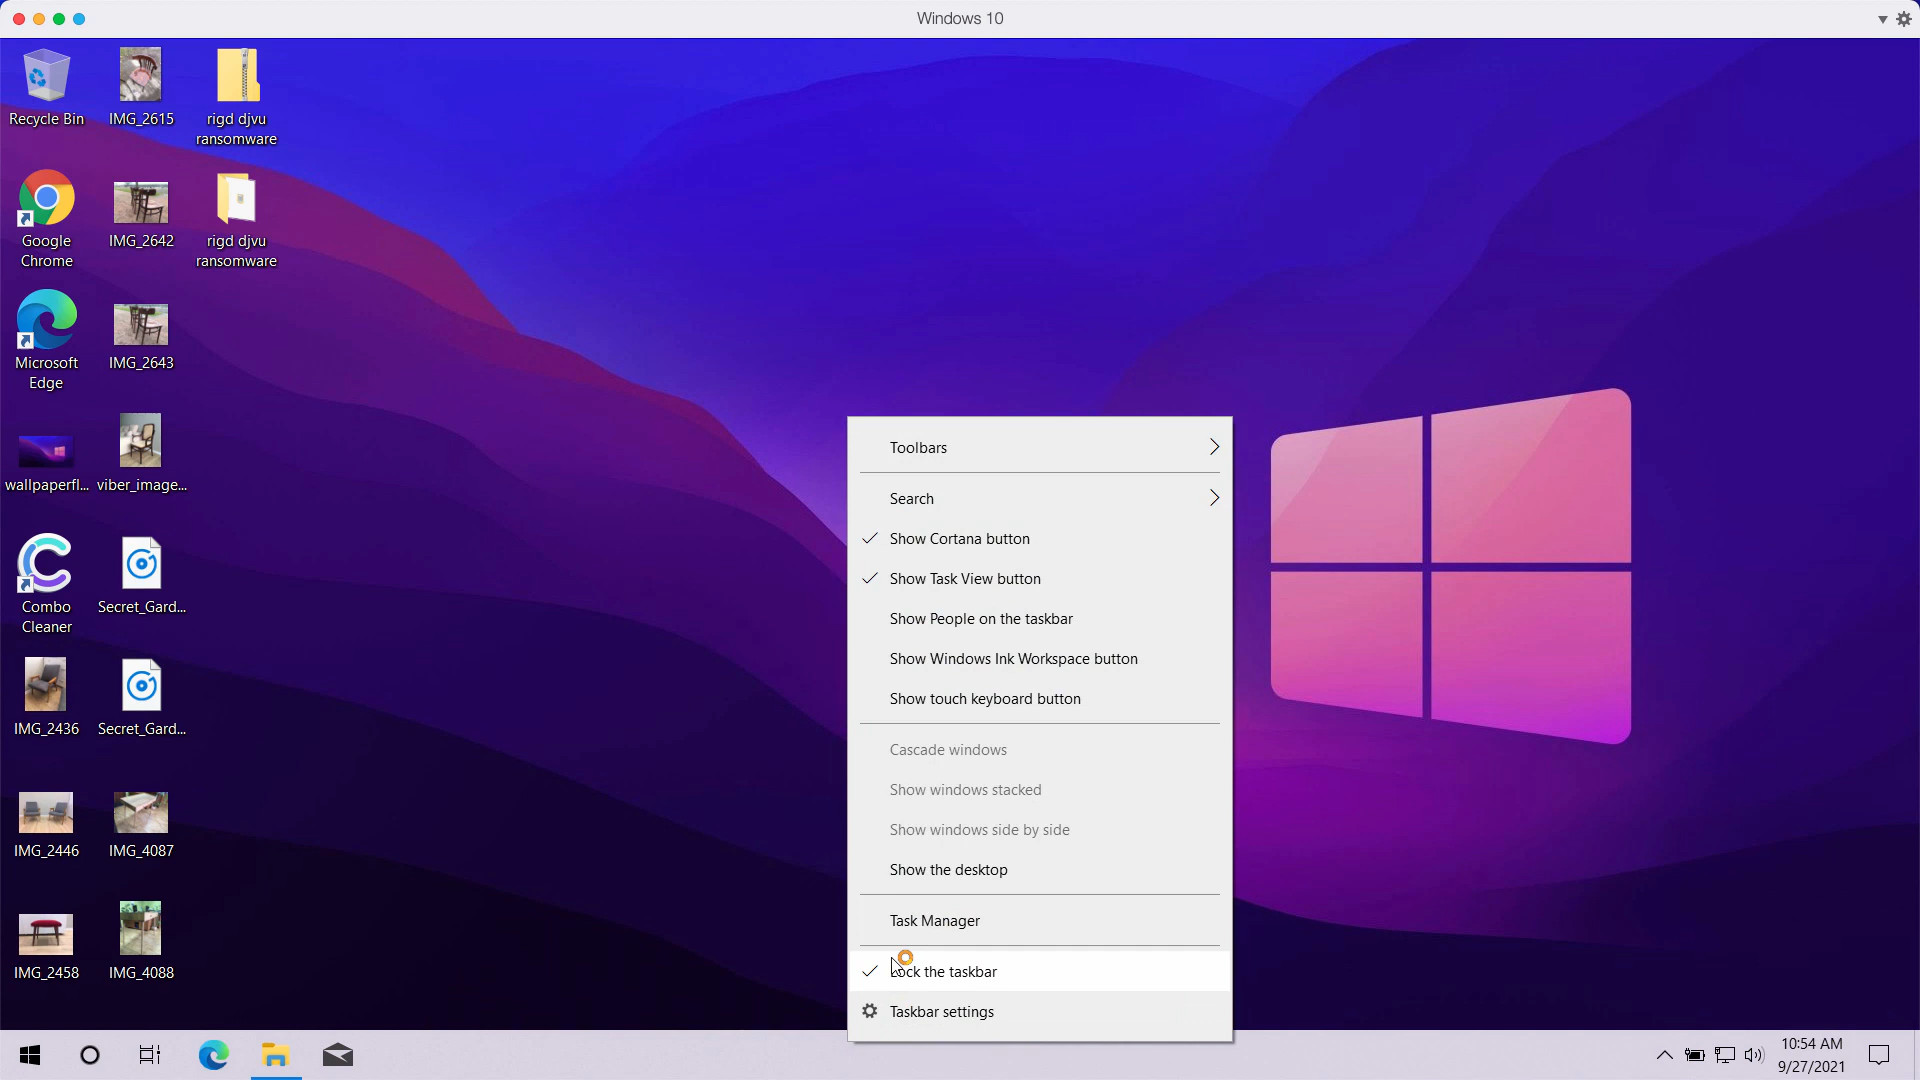 Windows 10
Recycle Bin
IMG_2615
rigd djvu
ransomware
Google
Chrome
IMG_2642
rigd djvu
ransomware
Microsoft
Edge
IMG_2643
wallpaperfl...
viber_image...
Combo
Cleaner
Secret_Gard...
IMG_2436
Secret_Gard...
IMG_2446
IMG_4087
IMG_2458
IMG_4088
Toolbars
Search
Show Cortana button
Show Task View button
Show People on the taskbar
Show Windows Ink Workspace button
Show touch keyboard button
Cascade windows
Show windows stacked
Show windows side by side
Show the desktop
Task Manager
Lock the taskbar
Taskbar settings
10:54 AM
9/27/2021